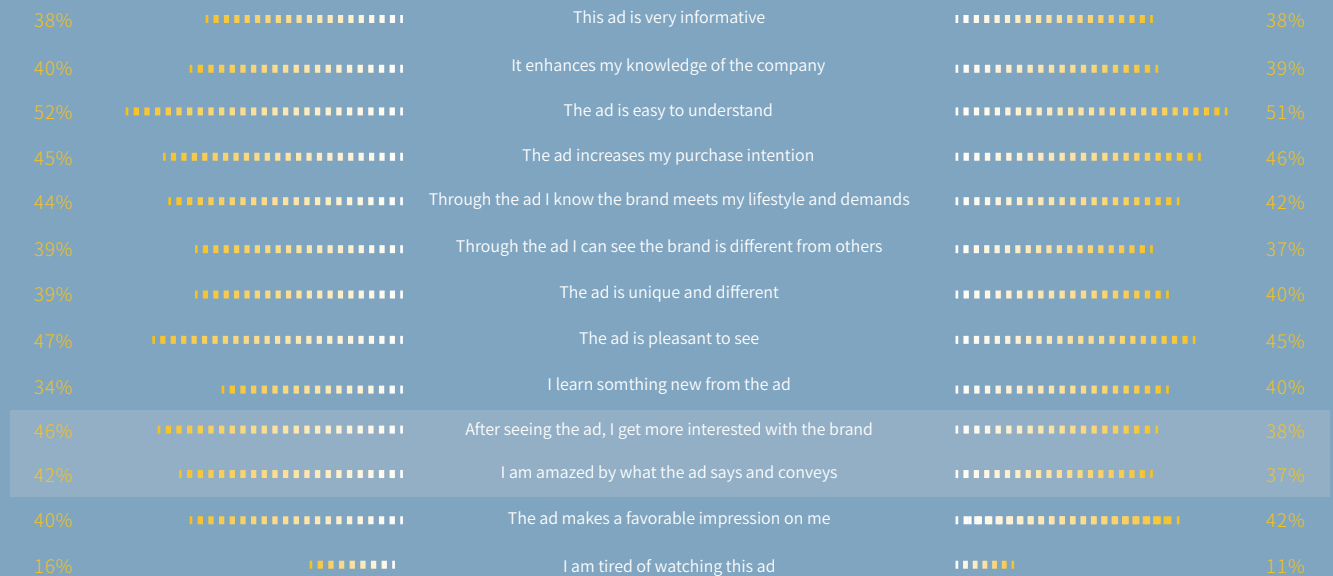 38% This ad is very informative 38%
40% It enhances my knowledge of the company 39%
52% The ad is easy to understand 51%
45% The ad increases my purchase intention 46%
44% Through the ad I know the brand meets my lifestyle and demands 42%
39% Through the ad I can see the brand is different from others 37%
39% The ad is unique and different 40%
47% The ad is pleasant to see 45%
34% I learn somthing new from the ad 40%
46% After seeing the ad, I get more interested with the brand 38%
42% I am amazed by what the ad says and conveys 37%
40% The ad makes a favorable impression on me 42%
16% I am tired of watching this ad 11%